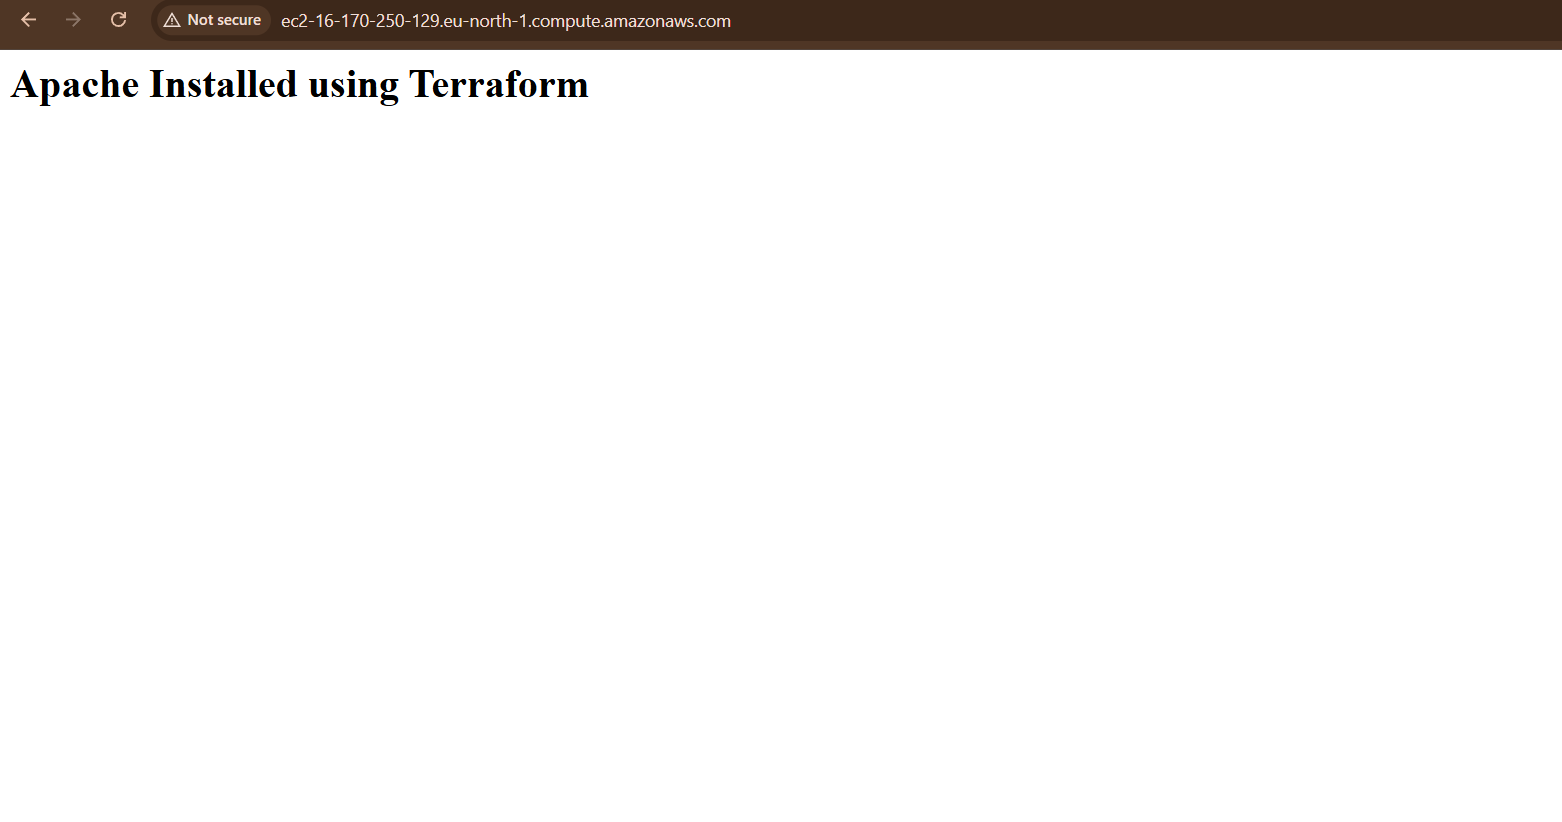 Not secure ec2-16-170-250-129.eu-north-1.compute.amazonaws.com
Apache Installed using Terraform